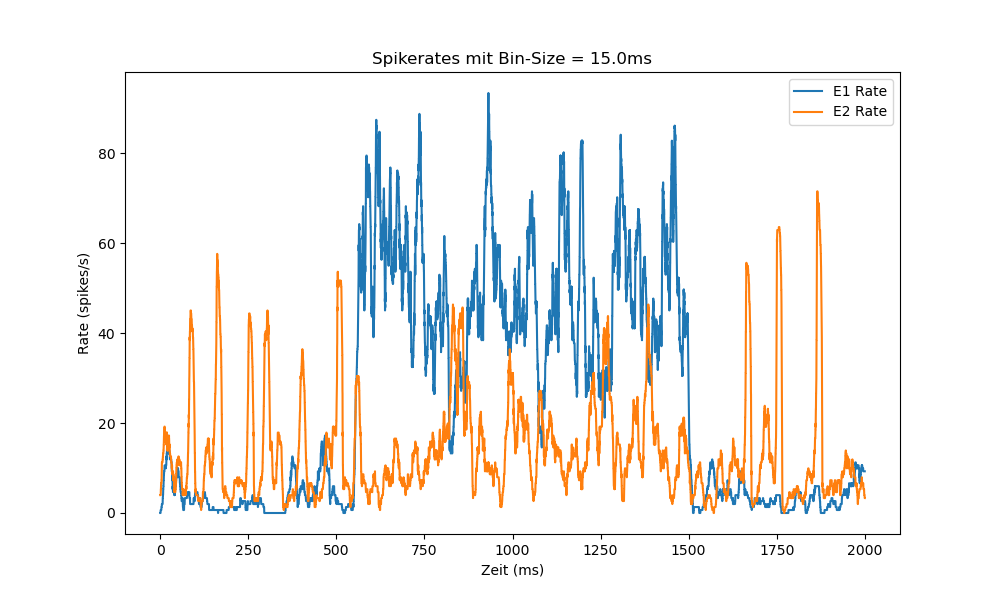 Spikerates mit Bin-Size = 15.0ms
E1 Rate
E2 Rate
Rate (spikes/s)
80
60
40
20
0
0 250 500 750 1000 1250 1500 1750 2000
Zeit (ms)